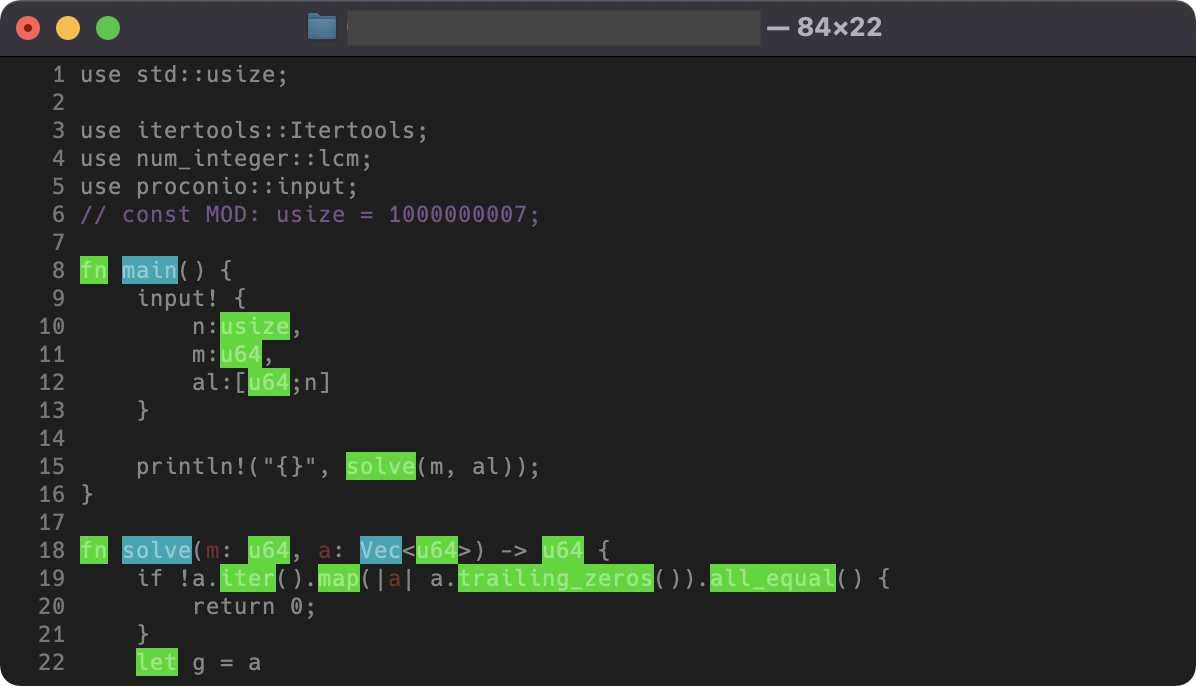 — 84×22
1 use std::usize;
2
3 use itertools::Itertools;
4 use num_integer::lcm;
5 use proconio::input;
6 // const MOD: usize = 1000000007;
7
8 fn main() {
9     input! {
10         n:usize,
11         m:u64,
12         al:[u64;n]
13     }
14
15     println!("{}", solve(m, al));
16 }
17
18 fn solve(m: u64, a: Vec<u64>) -> u64 {
19     if !a.iter().map(|a| a.trailing_zeros()).all_equal() {
20         return 0;
21     }
22     let g = a